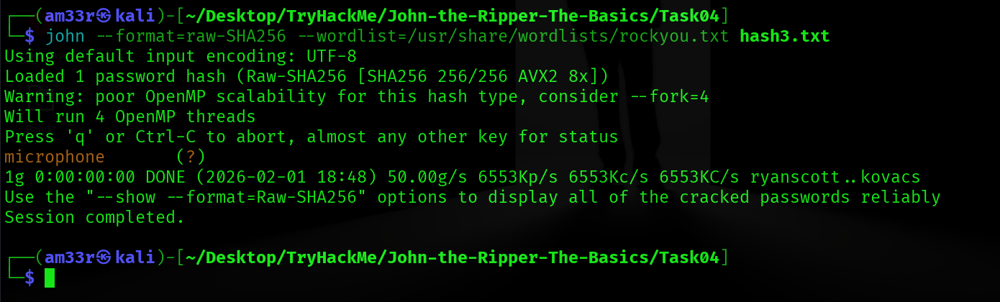 ┌──(am33r㉿kali)-[~/Desktop/TryHackMe/John-the-Ripper-The-Basics/Task04]
└─$ john --format=raw-SHA256 --wordlist=/usr/share/wordlists/rockyou.txt hash3.txt
Using default input encoding: UTF-8
Loaded 1 password hash (Raw-SHA256 [SHA256 256/256 AVX2 8x])
Warning: poor OpenMP scalability for this hash type, consider --fork=4
Will run 4 OpenMP threads
Press 'q' or Ctrl-C to abort, almost any other key for status
microphone       (?)
1g 0:00:00:00 DONE (2026-02-01 18:48) 50.00g/s 6553Kp/s 6553Kc/s 6553KC/s ryanscott..kovacs
Use the "--show --format=Raw-SHA256" options to display all of the cracked passwords reliably
Session completed.
┌──(am33r㉿kali)-[~/Desktop/TryHackMe/John-the-Ripper-The-Basics/Task04]
└─$